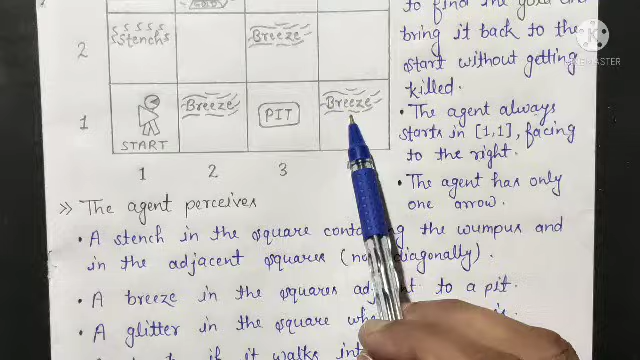 to find the gold and
bring it back to the
start without getting
killed.
• The agent always
starts in [1,1], facing
to the right.
• The agent has only
one arrow.
2
Stench
Breeze
1
START
Breeze
PIT
Breeze
1
2
3
>> The agent perceives
• A stench in the square the wumpus and
in the adjacent squares diagonally).
• A breeze in the squares to a pit.
• A glitter in the square
if it walks